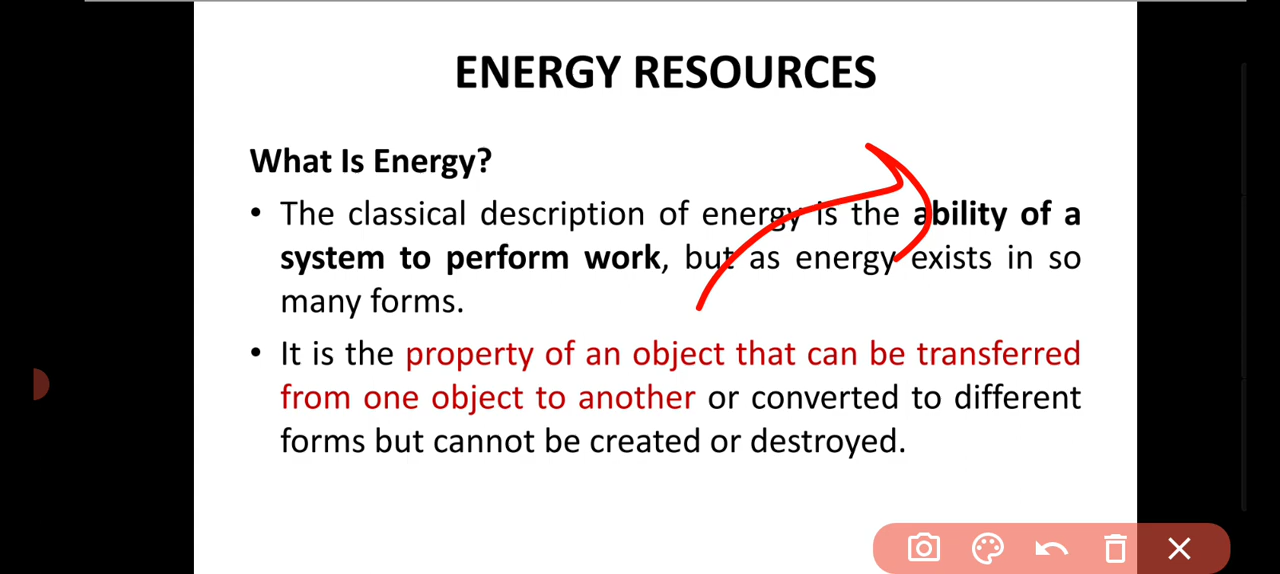 ENERGY RESOURCES
What Is Energy?
• The classical description of energy is the ability of a
system to perform work, but as energy exists in so
many forms.
• It is the property of an object that can be transferred
from one object to another or converted to different
forms but cannot be created or destroyed.